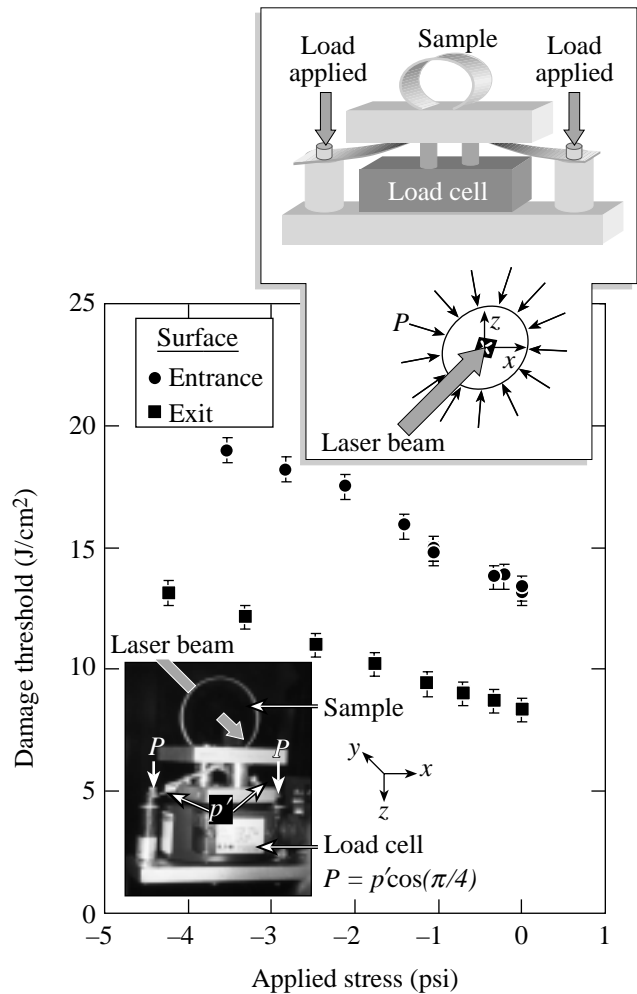 Load
applied
Sample
Load
applied
Load cell
P
z
x
Laser beam
25
20
15
10
5
0
Damage threshold (J/cm²)
Surface
Entrance
Exit
Laser beam
Sample
P
P
p′
Load cell
P = p′cos(π/4)
y
x
z
–5
–4
–3
–2
–1
0
1
Applied stress (psi)